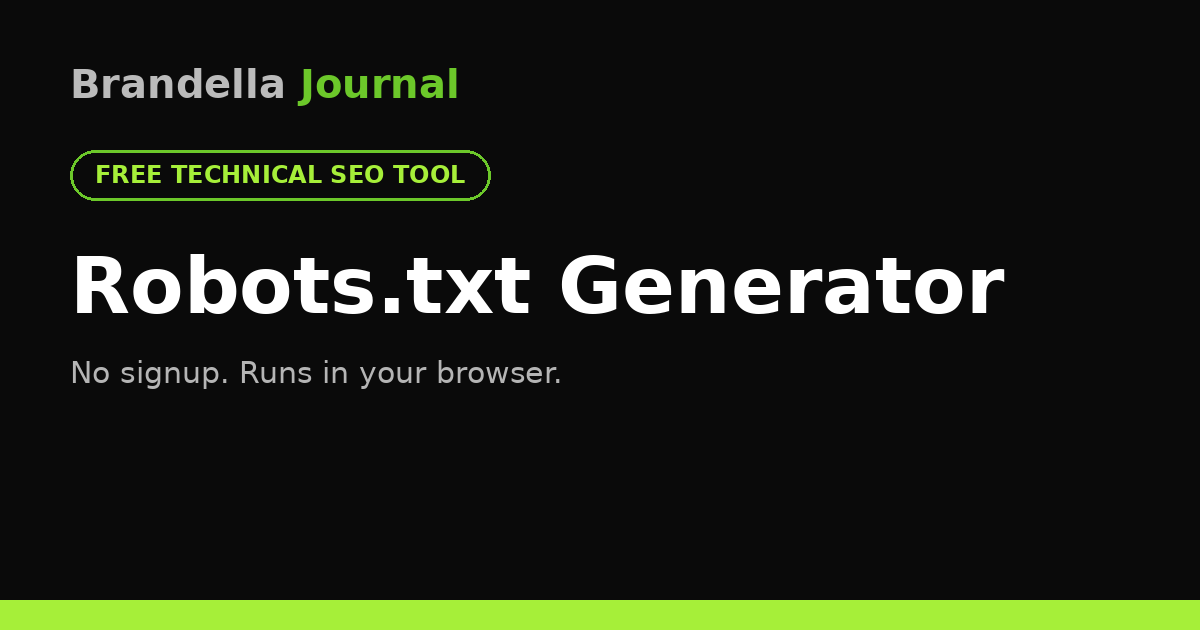 Brandella Journal
FREE TECHNICAL SEO TOOL
Robots.txt Generator
No signup. Runs in your browser.